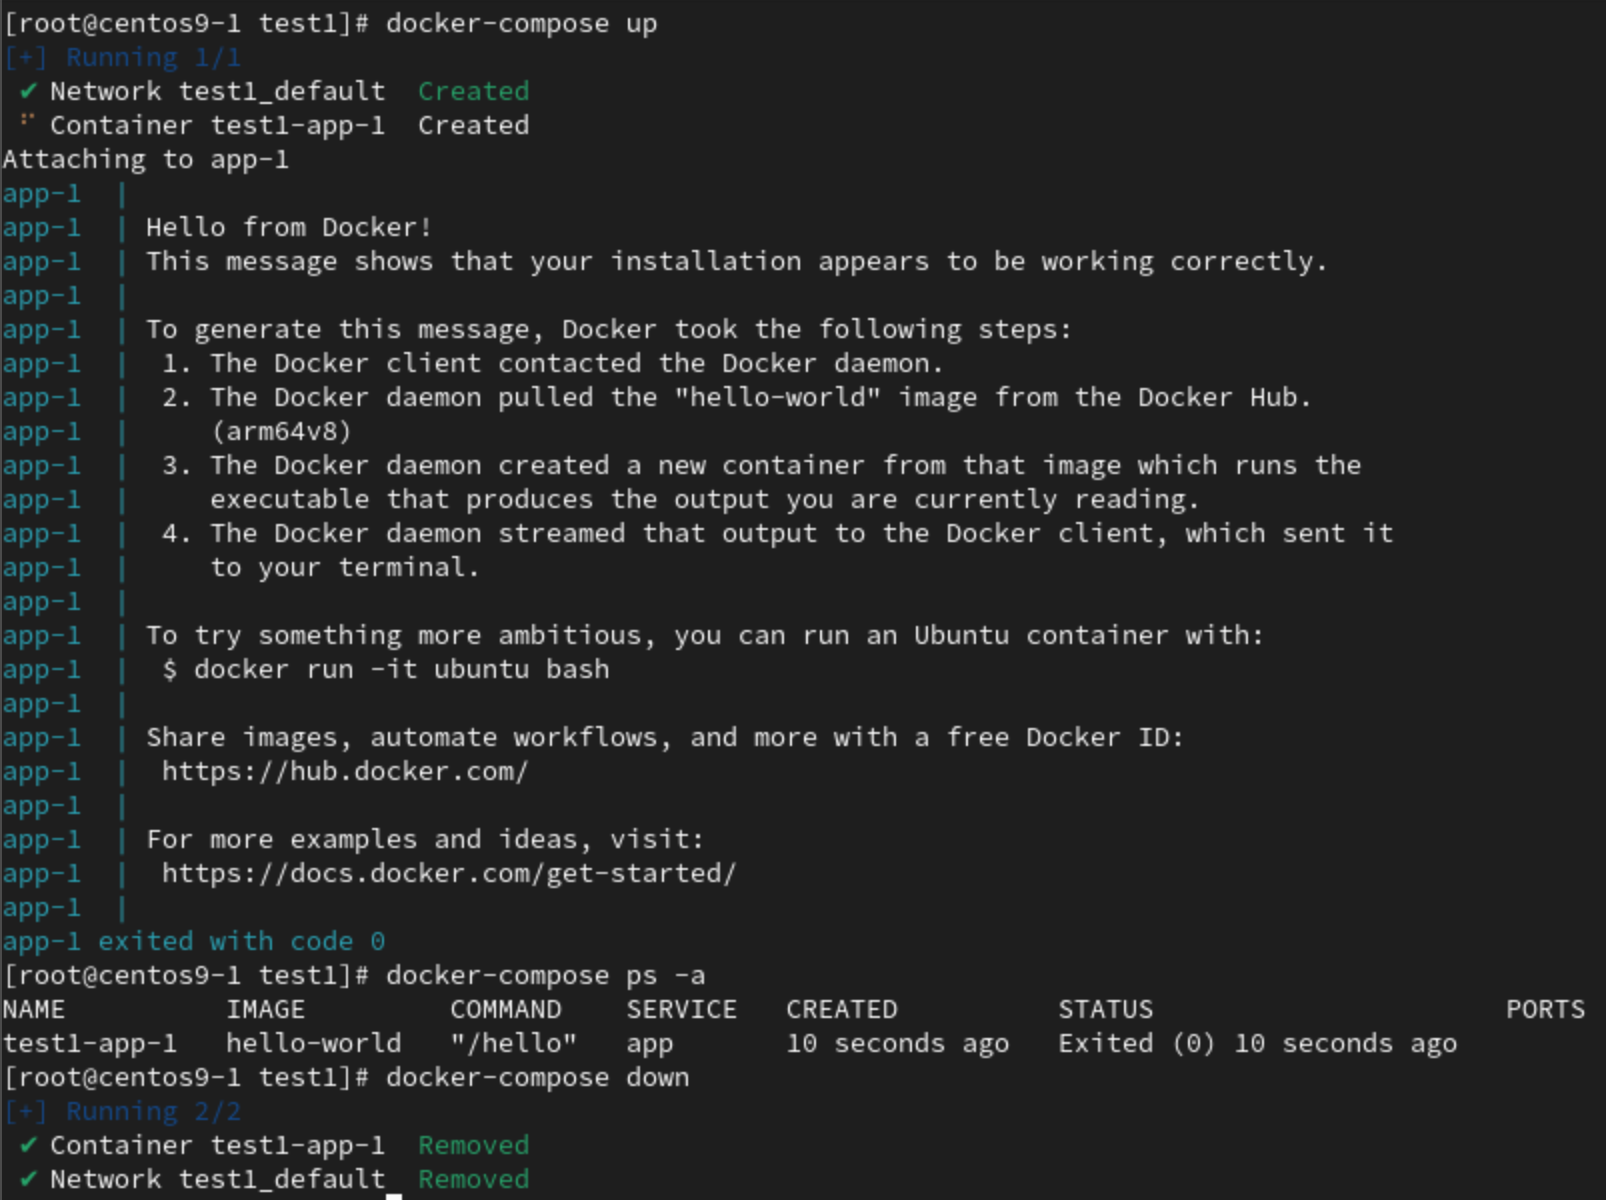 [root@centos9-1 test1]# docker-compose up
[+] Running 1/1
 ✔ Network test1_default  Created
 ⠋ Container test1-app-1  Created
Attaching to app-1
app-1  |
app-1  | Hello from Docker!
app-1  | This message shows that your installation appears to be working correctly.
app-1  |
app-1  | To generate this message, Docker took the following steps:
app-1  |  1. The Docker client contacted the Docker daemon.
app-1  |  2. The Docker daemon pulled the "hello-world" image from the Docker Hub.
app-1  |     (arm64v8)
app-1  |  3. The Docker daemon created a new container from that image which runs the
app-1  |     executable that produces the output you are currently reading.
app-1  |  4. The Docker daemon streamed that output to the Docker client, which sent it
app-1  |     to your terminal.
app-1  |
app-1  | To try something more ambitious, you can run an Ubuntu container with:
app-1  |  $ docker run -it ubuntu bash
app-1  |
app-1  | Share images, automate workflows, and more with a free Docker ID:
app-1  |  https://hub.docker.com/
app-1  |
app-1  | For more examples and ideas, visit:
app-1  |  https://docs.docker.com/get-started/
app-1  |
app-1 exited with code 0
[root@centos9-1 test1]# docker-compose ps -a
NAME          IMAGE         COMMAND    SERVICE   CREATED          STATUS                      PORTS
test1-app-1   hello-world   "/hello"   app       10 seconds ago   Exited (0) 10 seconds ago
[root@centos9-1 test1]# docker-compose down
[+] Running 2/2
 ✔ Container test1-app-1  Removed
 ✔ Network test1_default  Removed